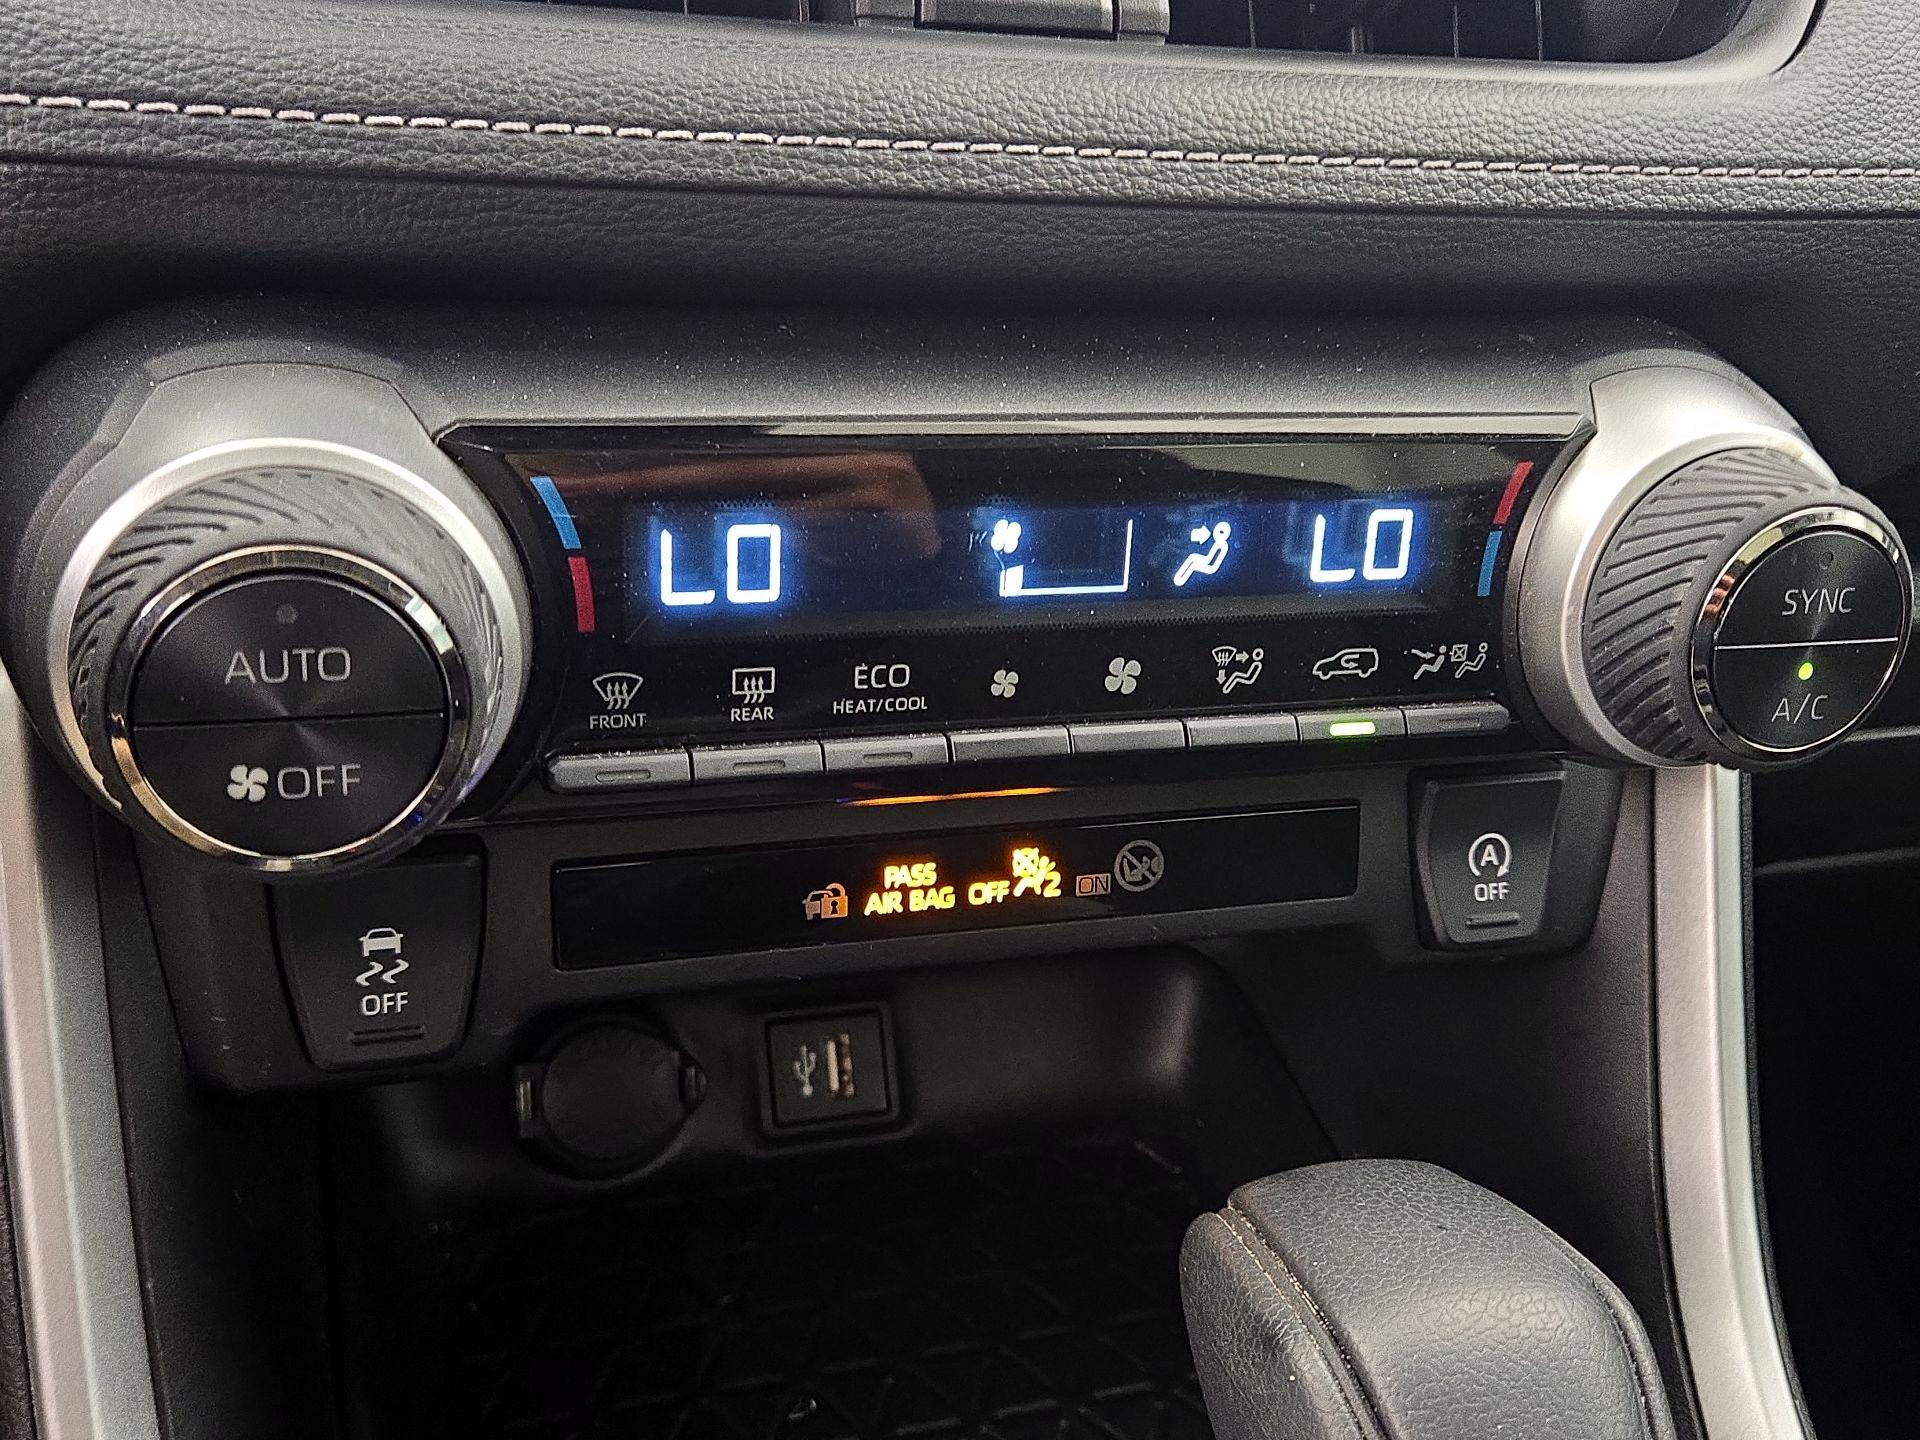 LO LO
AUTO
OFF
FRONT
REAR
ECO
HEAT/COOL
SYNC
A/C
PASS
AIR BAG OFF 2 ON
A
OFF
OFF